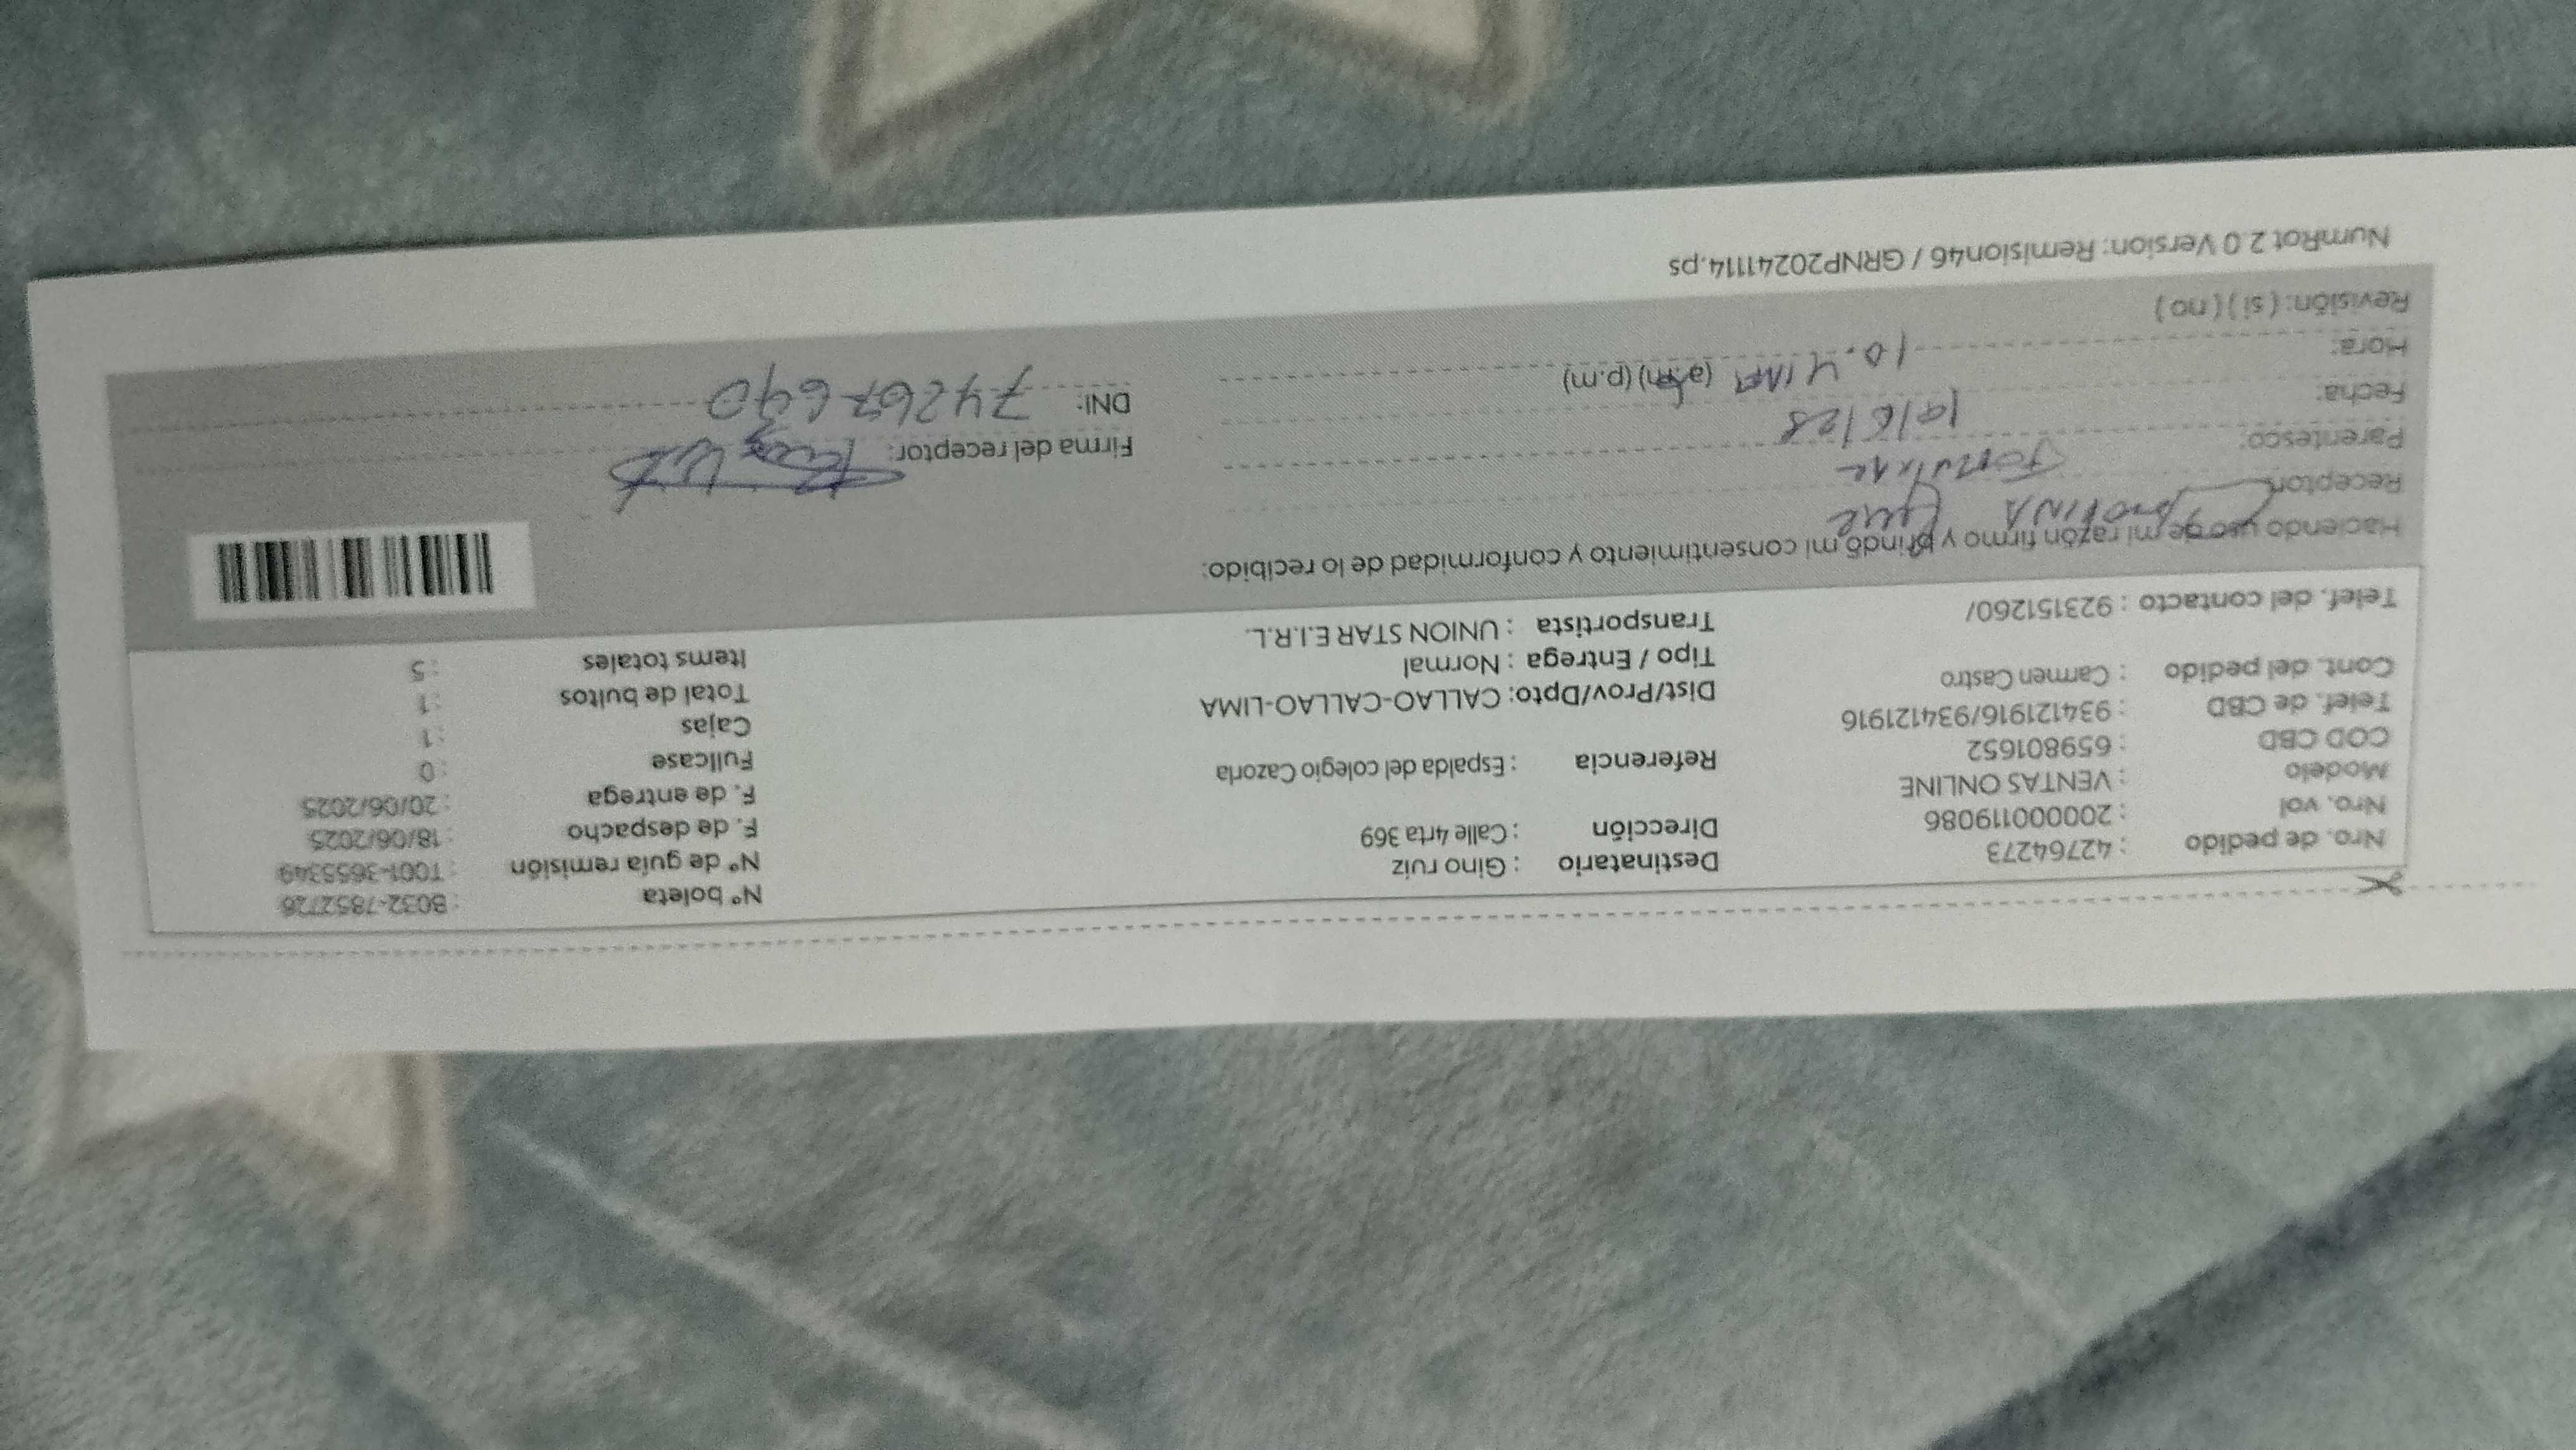 Nro. de pedido : 42764273
Nro. vol : 200000119086
Modelo : VENTAS ONLINE
COD CBD : 659801652
Telef. de CBD : 934121916/934121916
Cont. del pedido : Carmen Castro
Telef. del contacto : 923151260/
Destinatario : Gino ruiz
Dirección : Calle 4rta 369
Referencia : Espalda del colegio Cazorla
Dist/Prov/Dpto: CALLAO-CALLAO-LIMA
Tipo / Entrega : Normal
Transportista : UNION STAR E.I.R.L.
N° boleta : B032-7852726
N° de guía remisión : T001-3655349
F. de despacho : 18/06/2025
F. de entrega : 20/06/2025
Fullcase : 0
Cajas : 1
Total de bultos : 1
Items totales : 5
Haciendo uso de mi razón firmo y brindo mi consentimiento y conformidad de lo recibido:
Receptor:
Parentesco:
Fecha:
Hora: (a.m) (p.m)
Revisión: ( si ) ( no )
Firma del receptor:
DNI: 74267690
NumRot 2.0 Version: Remision46 / GRNP20241114.ps